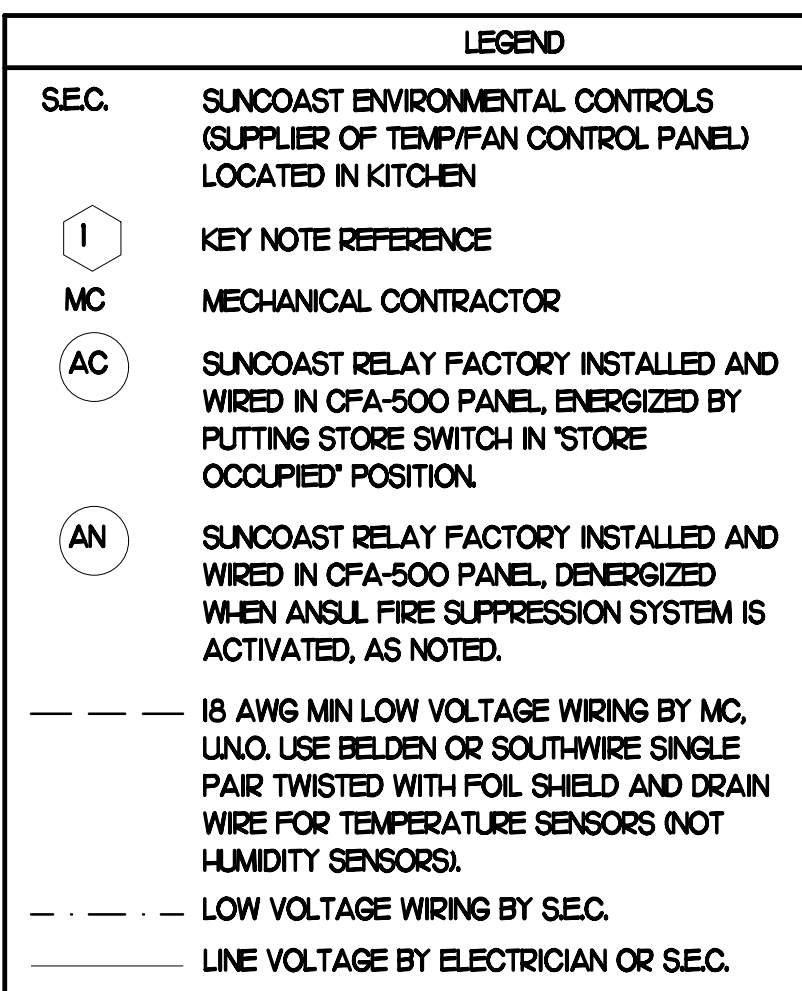 LEGEND
S.E.C. SUNCOAST ENVIRONMENTAL CONTROLS
(SUPPLIER OF TEMP/FAN CONTROL PANEL)
LOCATED IN KITCHEN
1 KEY NOTE REFERENCE
MC MECHANICAL CONTRACTOR
AC SUNCOAST RELAY FACTORY INSTALLED AND
WIRED IN CFA-500 PANEL, ENERGIZED BY
PUTTING STORE SWITCH IN "STORE
OCCUPIED" POSITION.
AN SUNCOAST RELAY FACTORY INSTALLED AND
WIRED IN CFA-500 PANEL, DENERGIZED
WHEN ANSUL FIRE SUPPRESSION SYSTEM IS
ACTIVATED, AS NOTED.
18 AWG MIN LOW VOLTAGE WIRING BY MC,
U.N.O. USE BELDEN OR SOUTHWIRE SINGLE
PAIR TWISTED WITH FOIL SHIELD AND DRAIN
WIRE FOR TEMPERATURE SENSORS (NOT
HUMIDITY SENSORS).
LOW VOLTAGE WIRING BY S.E.C.
LINE VOLTAGE BY ELECTRICIAN OR S.E.C.